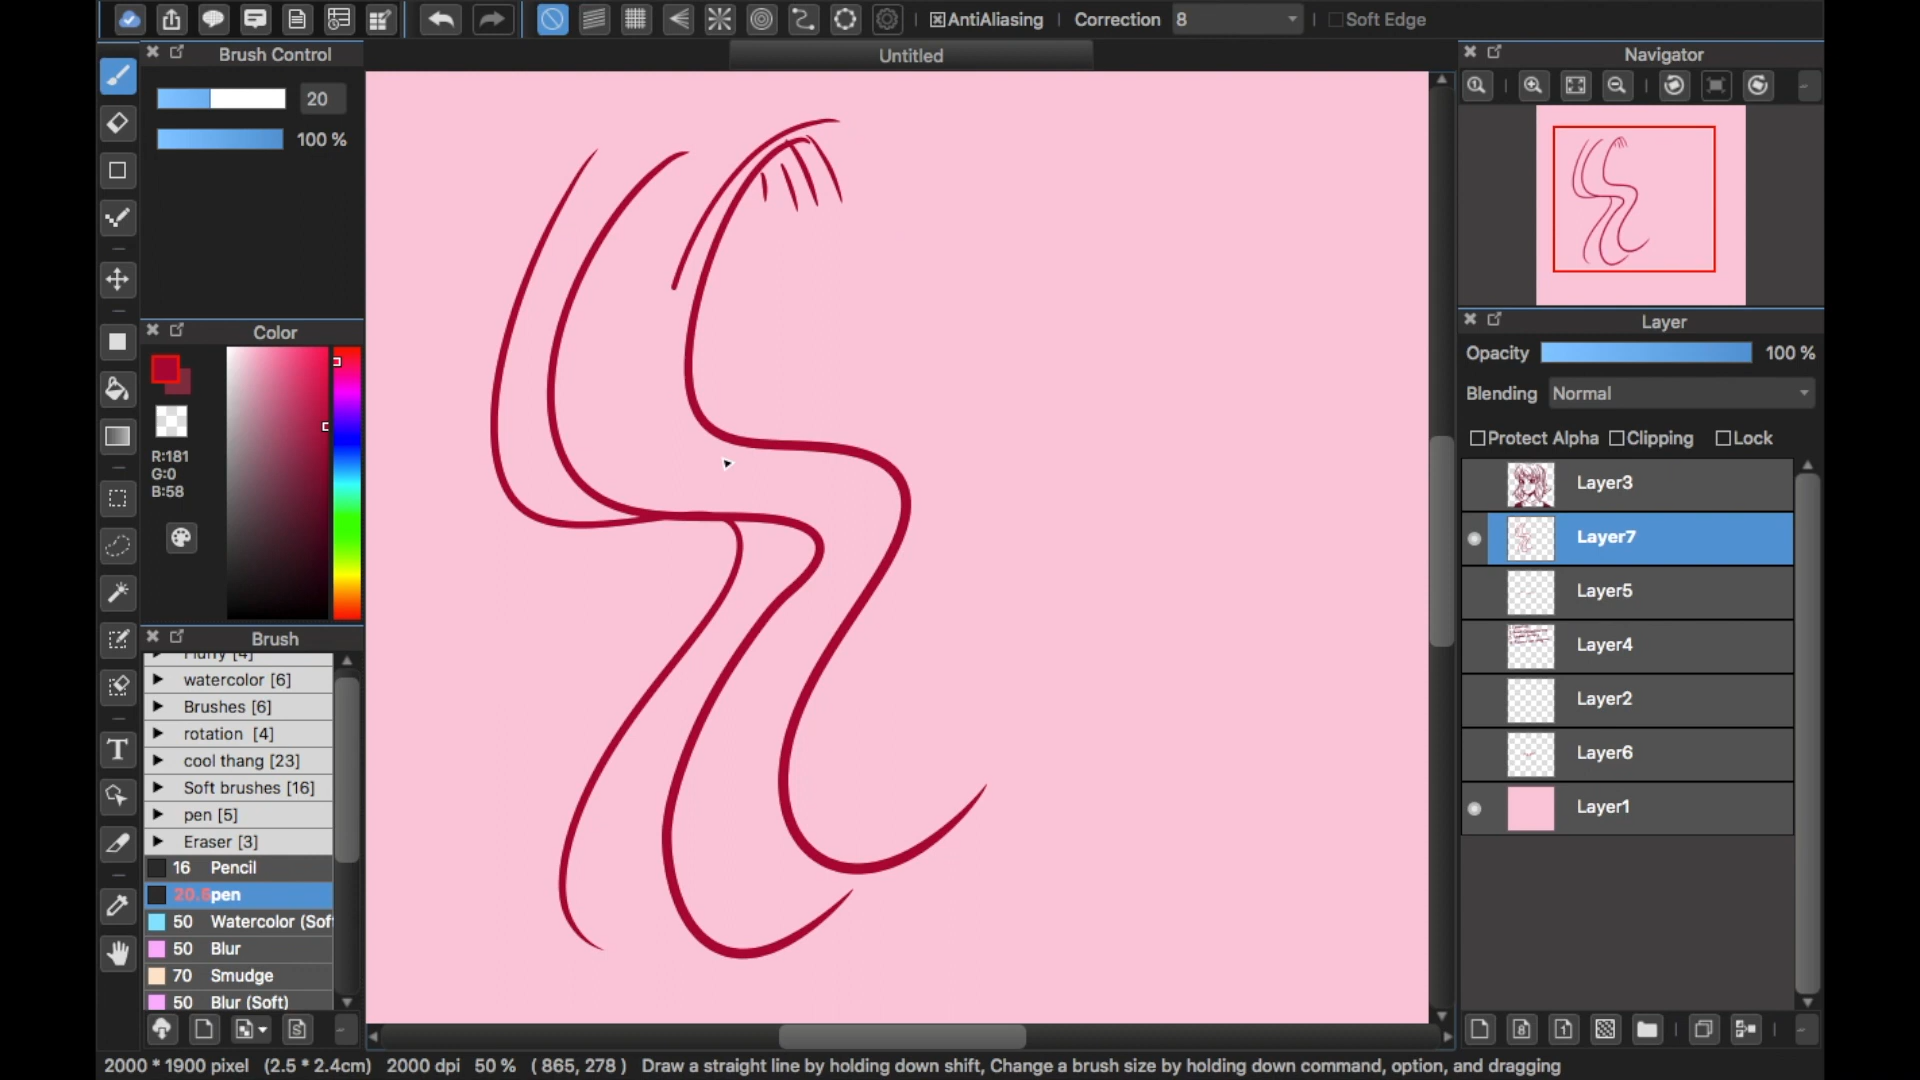 AntiAliasing Correction 8 Soft Edge
Brush Control
Untitled
Navigator
20
100 %
Color
R:181
G:0
B:58
Layer
Opacity 100 %
Blending Normal
Protect Alpha Clipping Lock
Layer3
Layer7
Layer5
Layer4
Layer2
Layer6
Layer1
Brush
watercolor [6]
Brushes [6]
rotation [4]
cool thang [23]
Soft brushes [16]
pen [5]
Eraser [3]
16 Pencil
20.5 pen
50 Watercolor (Sof
50 Blur
70 Smudge
50 Blur (Soft)
T
2000 * 1900 pixel (2.5 * 2.4cm) 2000 dpi 50 % ( 865, 278 ) Draw a straight line by holding down shift, Change a brush size by holding down command, option, and dragging